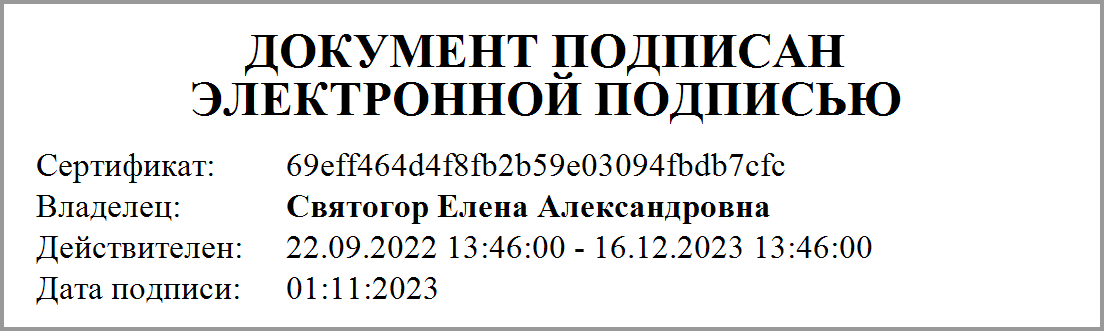 ДОКУМЕНТ ПОДПИСАН
ЭЛЕКТРОННОЙ ПОДПИСЬЮ
Сертификат: 69eff464d4f8fb2b59e03094fbdb7cfc
Владелец: Святогор Елена Александровна
Действителен: 22.09.2022 13:46:00 - 16.12.2023 13:46:00
Дата подписи: 01:11:2023